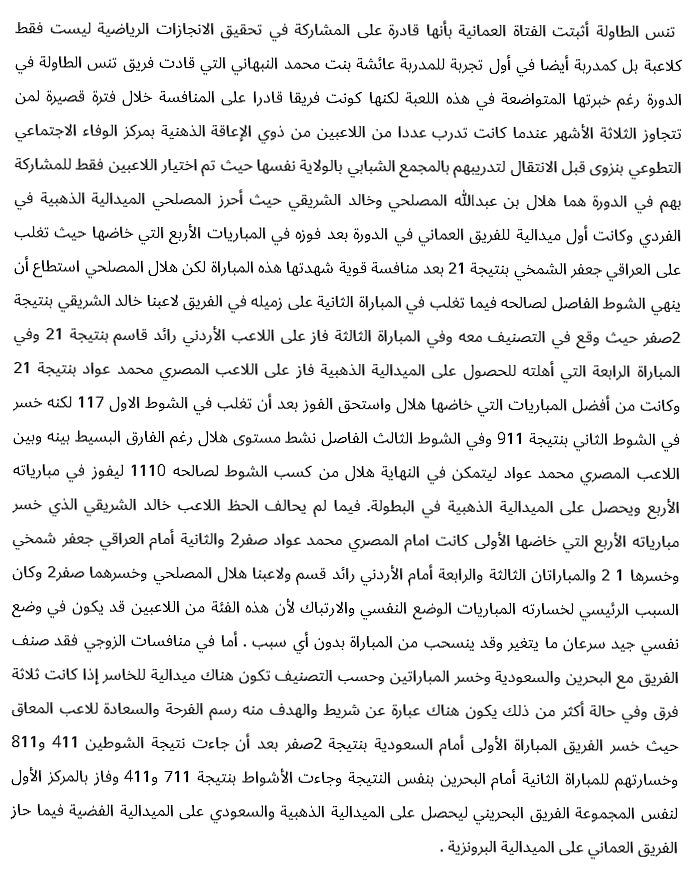 تنس الطاولة أثبتت الفتاة العمانية بأنها قادرة على المشاركة في تحقيق الانجازات الرياضية ليست فقط
كلاعبة بل كمدربة أيضا في أول تجربة للمدربة عائشة بنت محمد النبهاني التي قادت فريق تنس الطاولة في
الدورة رغم خبرتها المتواضعة في هذه اللعبة لكنها كونت فريقا قادرا على المنافسة خلال فترة قصيرة لمن
تتجاوز الثلاثة الأشهر عندما كانت تدرب عددا من اللاعبين من ذوي الإعاقة الذهنية بمركز الوفاء الاجتماعي
التطوعي بنزوى قبل الانتقال لتدريبهم بالمجمع الشبابي بالولاية نفسها حيث تم اختيار اللاعبين فقط للمشاركة
بهم في الدورة هما هلال بن عبدالله المصلحي وخالد الشريقي حيث أحرز المصلحي الميدالية الذهبية في
الفردي وكانت أول ميدالية للفريق العماني في الدورة بعد فوزه في المباريات الأربع التي خاضها حيث تغلب
على العراقي جعفر الشمخي بنتيجة 21 بعد منافسة قوية شهدتها هذه المباراة لكن هلال المصلحي استطاع أن
ينهي الشوط الفاصل لصالحه فيما تغلب في المباراة الثانية على زميله في الفريق لاعبنا خالد الشريقي بنتيجة
2صفر حيث وقع في التصنيف معه وفي المباراة الثالثة فاز على اللاعب الأردني رائد قاسم بنتيجة 21 وفي
المباراة الرابعة التي أهلته للحصول على الميدالية الذهبية فاز على اللاعب المصري محمد عواد بنتيجة 21
وكانت من أفضل المباريات التي خاضها هلال واستحق الفوز بعد أن تغلب في الشوط الاول 117 لكنه خسر
في الشوط الثاني بنتيجة 911 وفي الشوط الثالث الفاصل نشط مستوى هلال رغم الفارق البسيط بينه وبين
اللاعب المصري محمد عواد ليتمكن في النهاية هلال من كسب الشوط لصالحه 1110 ليفوز في مبارياته
الأربع ويحصل على الميدالية الذهبية في البطولة. فيما لم يحالف الحظ اللاعب خالد الشريقي الذي خسر
مبارياته الأربع التي خاضها الأولى كانت امام المصري محمد عواد صفر2 والثانية أمام العراقي جعفر شمخي
وخسرها 1 2 والمباراتان الثالثة والرابعة أمام الأردني رائد قسم ولاعبنا هلال المصلحي وخسرهما صفر2 وكان
السبب الرئيسي لخسارته المباريات الوضع النفسي والارتباك لأن هذه الفئة من اللاعبين قد يكون في وضع
نفسي جيد سرعان ما يتغير وقد ينسحب من المباراة بدون أي سبب . أما في منافسات الزوجي فقد صنف
الفريق مع البحرين والسعودية وخسر المباراتين وحسب التصنيف تكون هناك ميدالية للخاسر إذا كانت ثلاثة
فرق وفي حالة أكثر من ذلك يكون هناك عبارة عن شريط والهدف منه رسم الفرحة والسعادة للاعب المعاق
حيث خسر الفريق المباراة الأولى أمام السعودية بنتيجة 2صفر بعد أن جاءت نتيجة الشوطين 411 و811
وخسارتهم للمباراة الثانية أمام البحرين بنفس النتيجة وجاءت الأشواط بنتيجة 711 و411 وفاز بالمركز الأول
لنفس المجموعة الفريق البحريني ليحصل على الميدالية الذهبية والسعودي على الميدالية الفضية فيما حاز
الفريق العماني على الميدالية البرونزية .